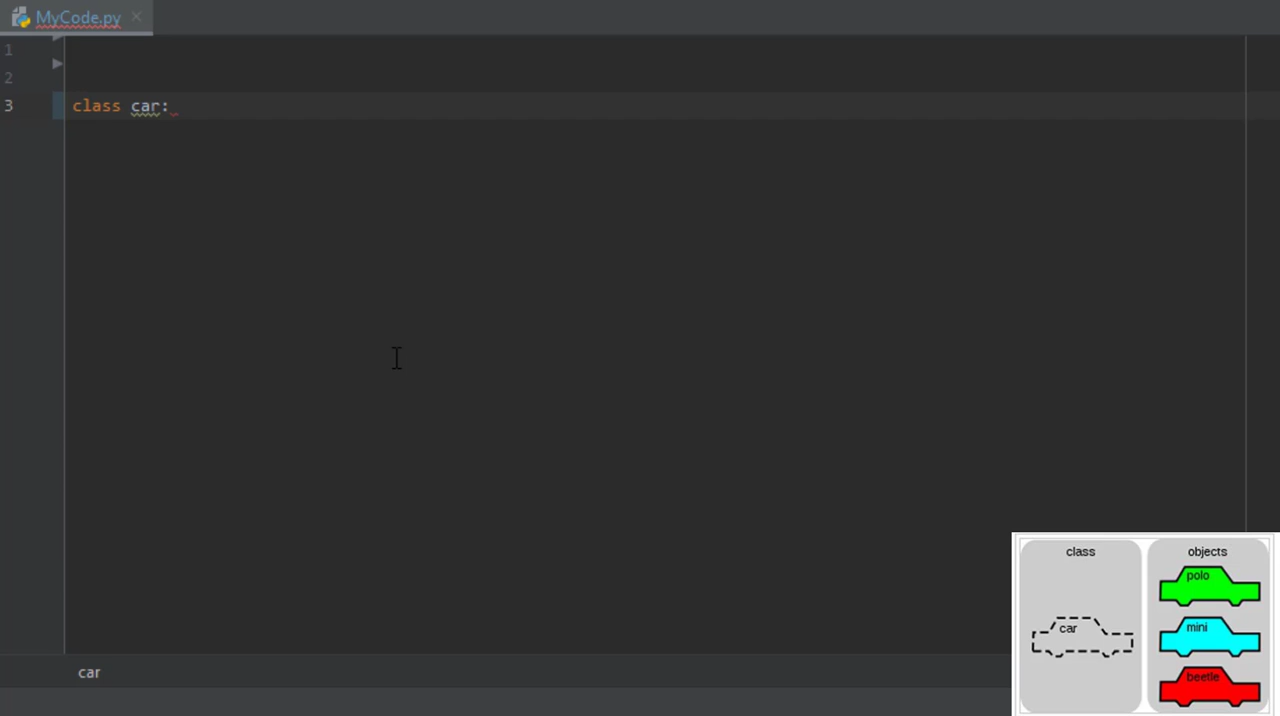 MyCode.py
1
2
3 class car:
class objects
polo
car mini
beetle
car